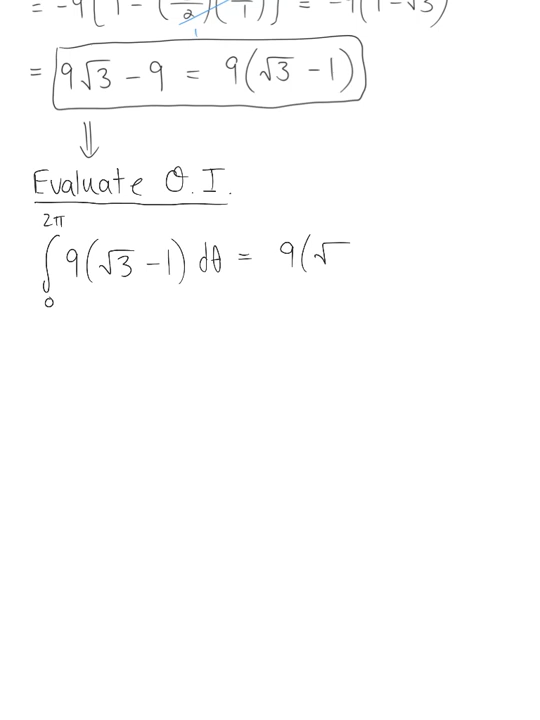 = 9√3 - 9 = 9(√3 - 1)
⇓
Evaluate O.I.
2π
∫ 9(√3 - 1) dθ = 9(√
0